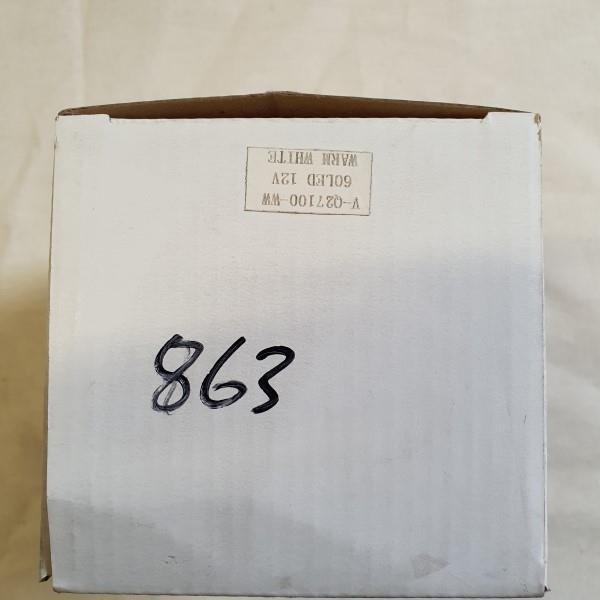 V-Q27100-WW
60LED 12V
WARM WHITE
863